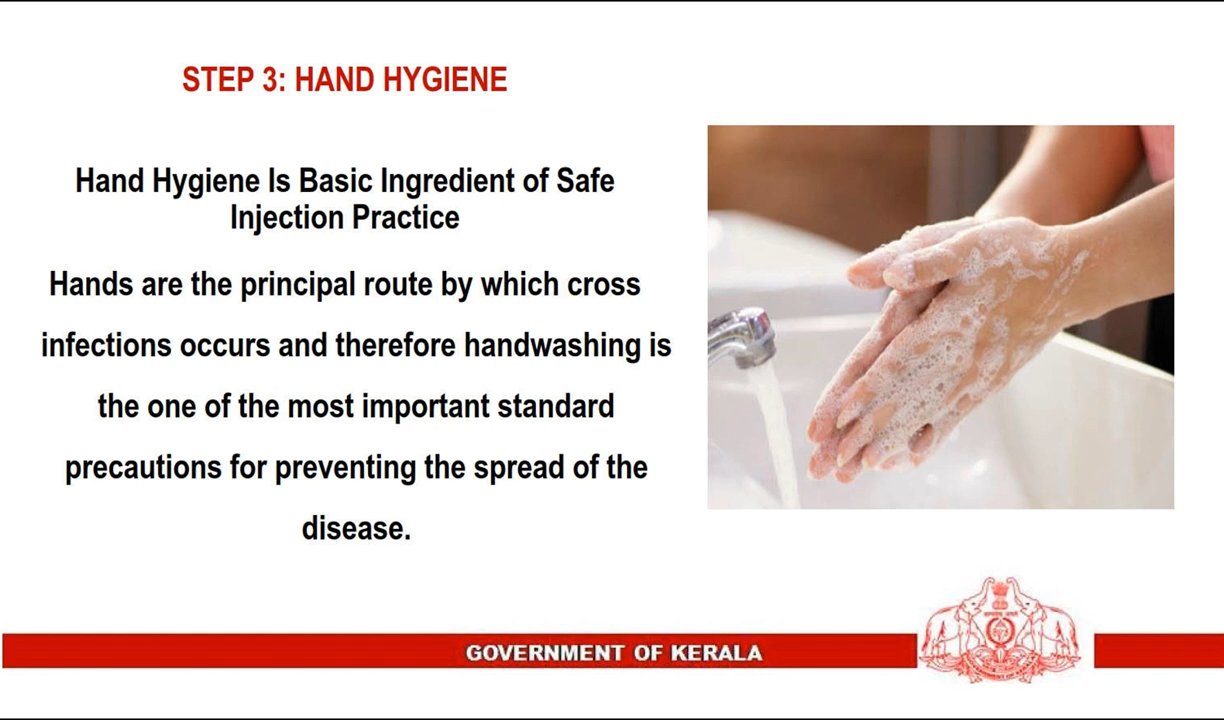 STEP 3: HAND HYGIENE
Hand Hygiene Is Basic Ingredient of Safe
Injection Practice
Hands are the principal route by which cross
infections occurs and therefore handwashing is
the one of the most important standard
precautions for preventing the spread of the
disease.
GOVERNMENT OF KERALA